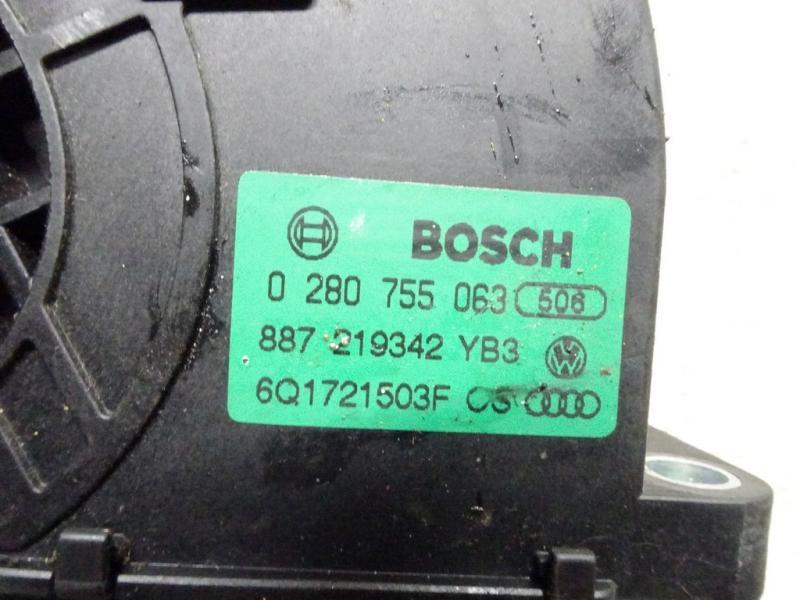 BOSCH
0 280 755 063 506
887 219342 YB3
6Q1721503F